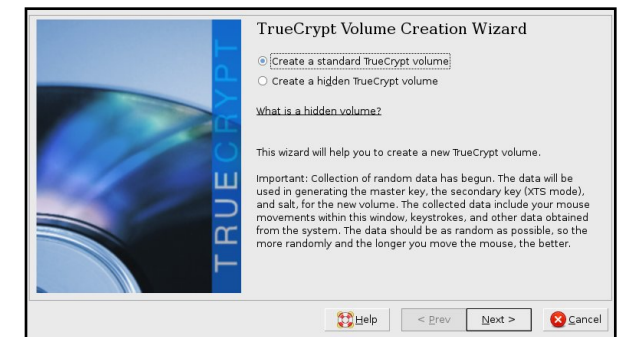 TRUECRYPT
TrueCrypt Volume Creation Wizard
Create a standard TrueCrypt volume
Create a hidden TrueCrypt volume
What is a hidden volume?
This wizard will help you to create a new TrueCrypt volume.
Important: Collection of random data has begun. The data will be
used in generating the master key, the secondary key (XTS mode),
and salt, for the new volume. The collected data include your mouse
movements within this window, keystrokes, and other data obtained
from the system. The data should be as random as possible, so the
more randomly and the longer you move the mouse, the better.
Help
< Prev
Next >
Cancel